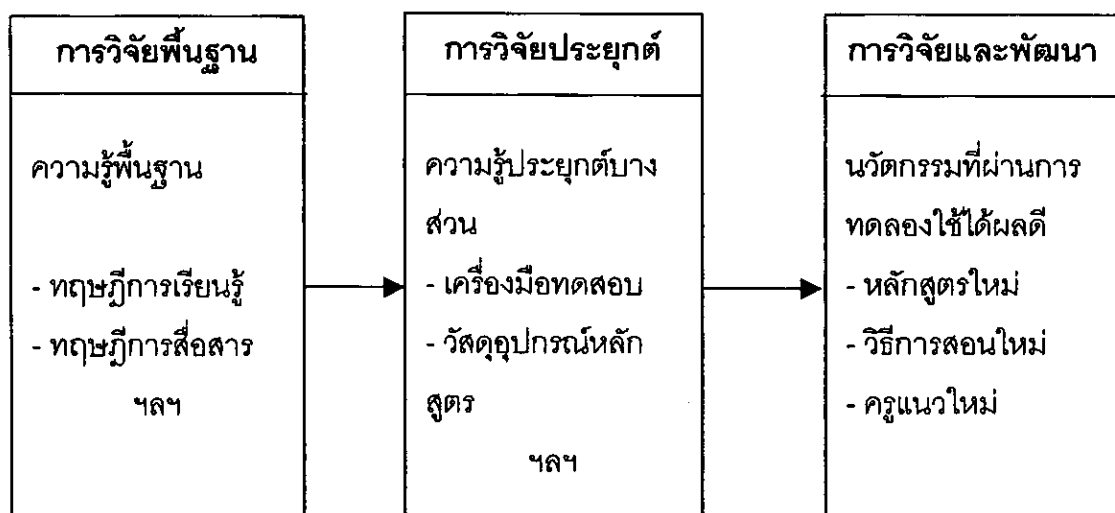 การวิจัยพื้นฐาน
ความรู้พื้นฐาน
- ทฤษฎีการเรียนรู้
- ทฤษฎีการสื่อสาร
ฯลฯ
การวิจัยประยุกต์
ความรู้ประยุกต์บาง
ส่วน
- เครื่องมือทดสอบ
- วัสดุอุปกรณ์หลัก
สูตร
ฯลฯ
การวิจัยและพัฒนา
นวัตกรรมที่ผ่านการ
ทดลองใช้ได้ผลดี
- หลักสูตรใหม่
- วิธีการสอนใหม่
- ครูแนวใหม่